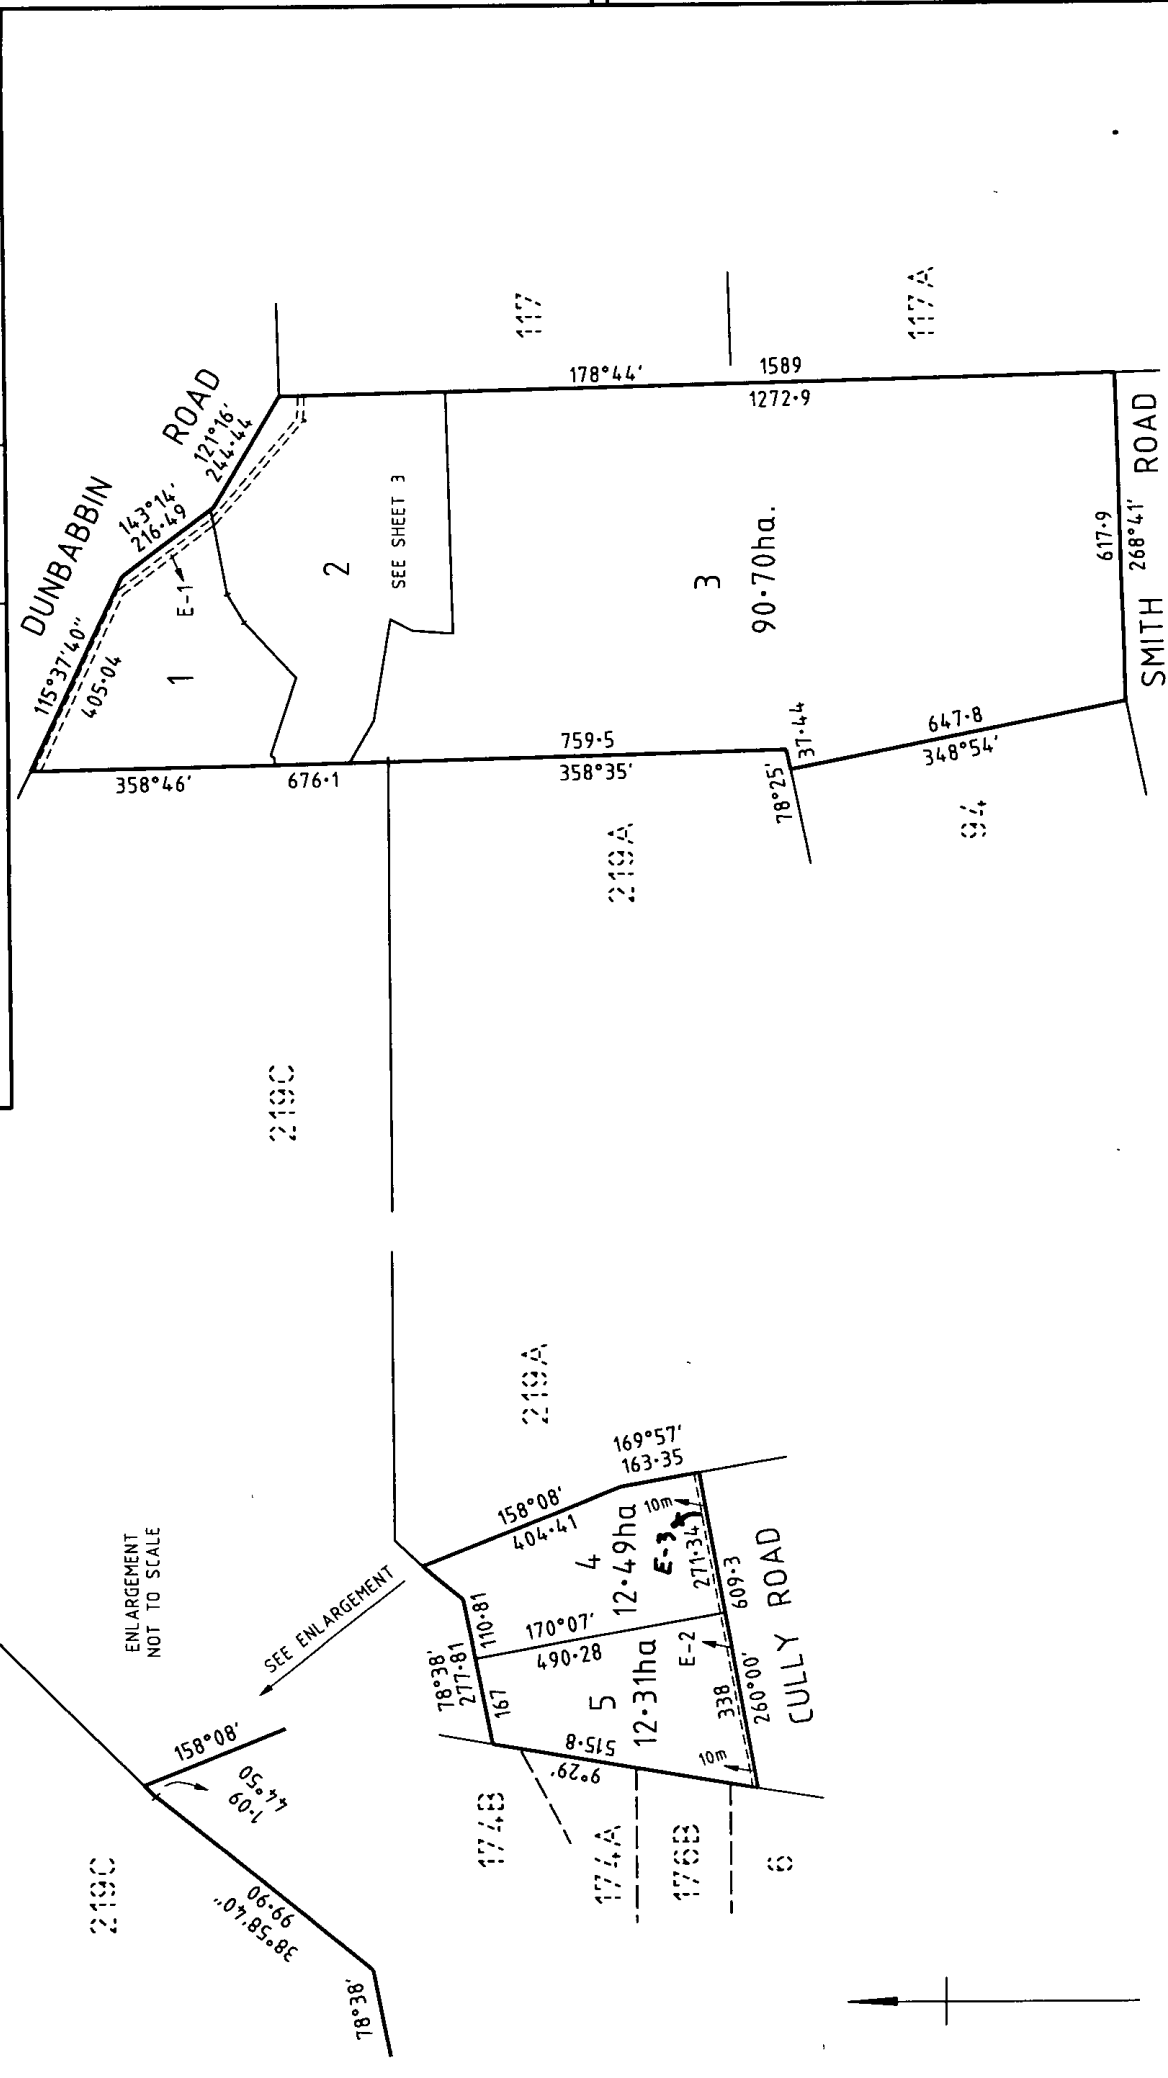 DUNBABBIN
ROAD
115°37'40"
405·04
143°14'
216·49
121°16'
244·44
E-1
1
2
SEE SHEET 3
358°46'
676·1
759·5
358°35'
178°44'
1589
1272·9
117
117A
3
90·70ha.
37·44
78°25'
647·8
348°54'
617·9
268°41'
SMITH ROAD
94
219A
219C
219A
ENLARGEMENT
NOT TO SCALE
SEE ENLARGEMENT
158°08'
404·41
169°57'
163·35
10m
4
12·49ha
E-3
271·34
609·3
110·81
78°38'
277·81
167
170°07'
490·28
E-2
5
12·31ha
338
260°00'
CULLY ROAD
515·8
9°29'
10m
174B
174A
176B
6
219C
158°08'
1·09
44°50
99·90
38°58'40"
78°38'